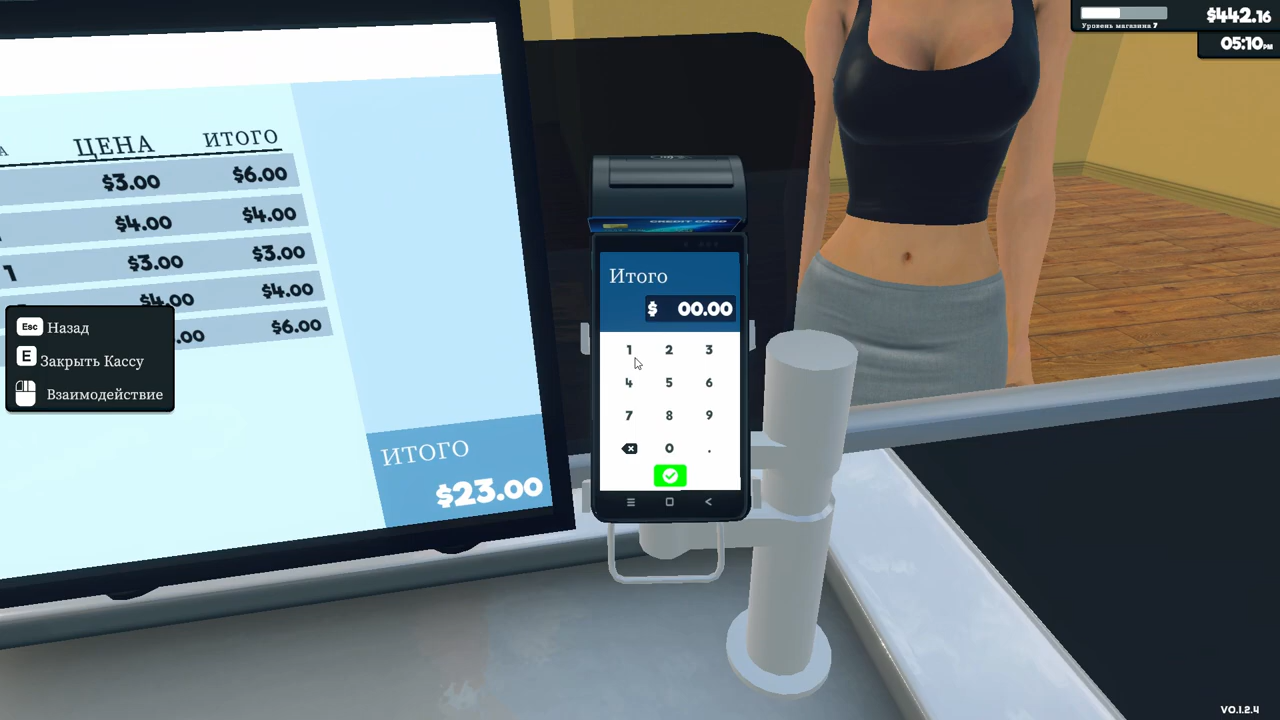 ЦЕНА ИТОГО
$3.00 $6.00
$4.00 $4.00
1 $3.00 $3.00
$4.00 $4.00
.00 $6.00
ИТОГО
$23.00
Esc Назад
E Закрыть Кассу
Взаимодействие
CREDIT CARD
Итого
$ 00.00
1 2 3
4 5 6
7 8 9
0 .
$442.16
Уровень магазина 7
05:10PM
V0.1.2.4